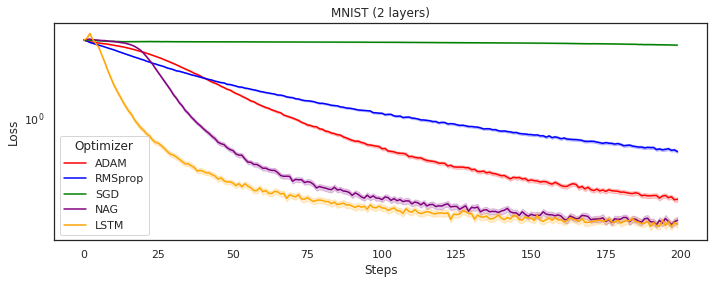 MNIST (2 layers)
Loss
10^0
Optimizer
ADAM
RMSprop
SGD
NAG
LSTM
0 25 50 75 100 125 150 175 200
Steps